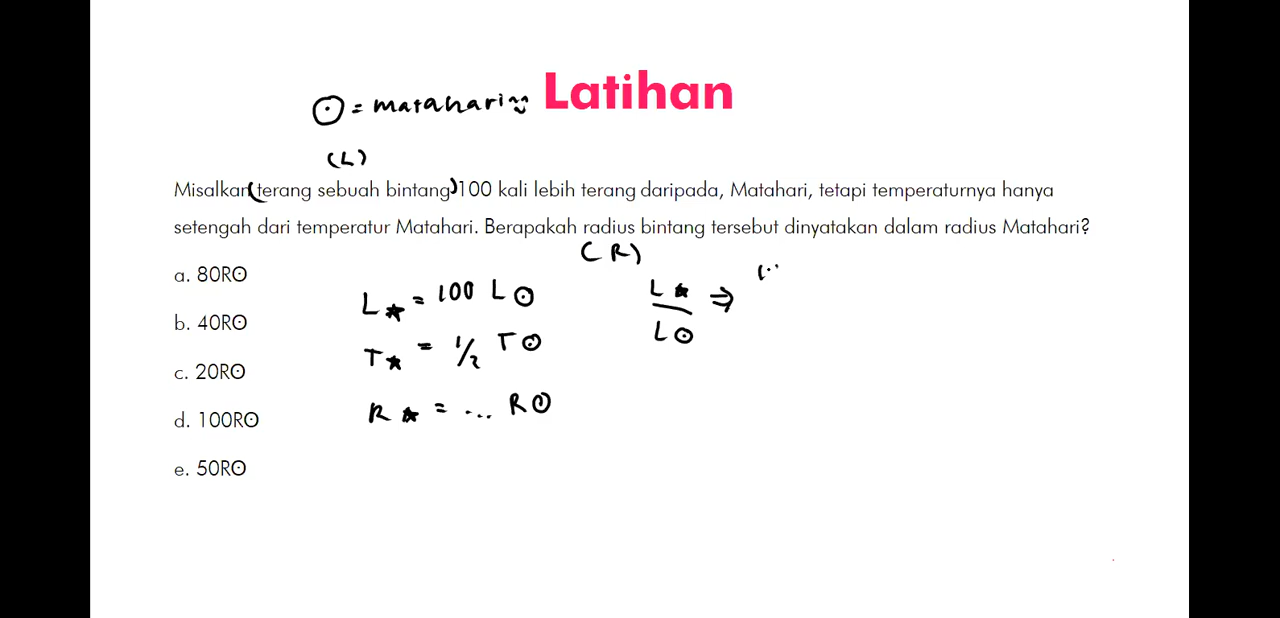 ☉ = matahari Latihan
(L)
Misalkan (terang sebuah bintang) 100 kali lebih terang daripada, Matahari, tetapi temperaturnya hanya
setengah dari temperatur Matahari. Berapakah radius bintang tersebut dinyatakan dalam radius Matahari?
(R)
a. 80R☉
b. 40R☉
c. 20R☉
d. 100R☉
e. 50R☉
L★ = 100 L☉
T★ = 1/2 T☉
R★ = ... R☉
L★ ⇒
L☉